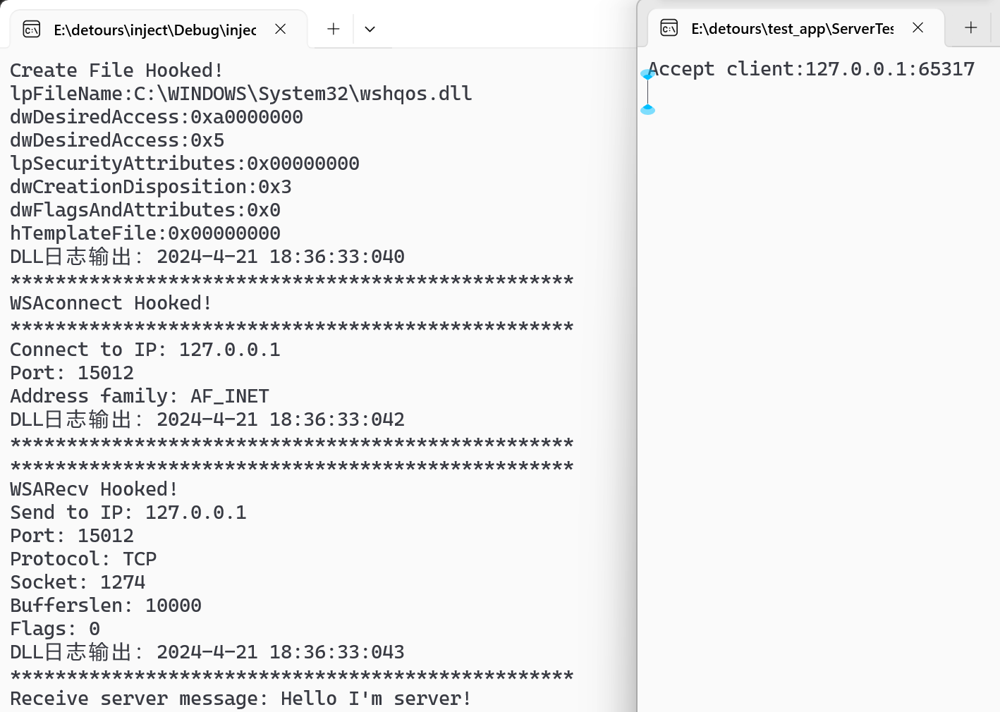 E:\detours\inject\Debug\injec
Create File Hooked!
lpFileName:C:\WINDOWS\System32\wshqos.dll
dwDesiredAccess:0xa0000000
dwDesiredAccess:0x5
lpSecurityAttributes:0x00000000
dwCreationDisposition:0x3
dwFlagsAndAttributes:0x0
hTemplateFile:0x00000000
DLL日志输出：2024-4-21 18:36:33:040
**************************************************
WSAconnect Hooked!
**************************************************
Connect to IP: 127.0.0.1
Port: 15012
Address family: AF_INET
DLL日志输出：2024-4-21 18:36:33:042
**************************************************
**************************************************
WSARecv Hooked!
Send to IP: 127.0.0.1
Port: 15012
Protocol: TCP
Socket: 1274
Bufferslen: 10000
Flags: 0
DLL日志输出：2024-4-21 18:36:33:043
**************************************************
Receive server message: Hello I'm server!
E:\detours\test_app\ServerTes
Accept client:127.0.0.1:65317